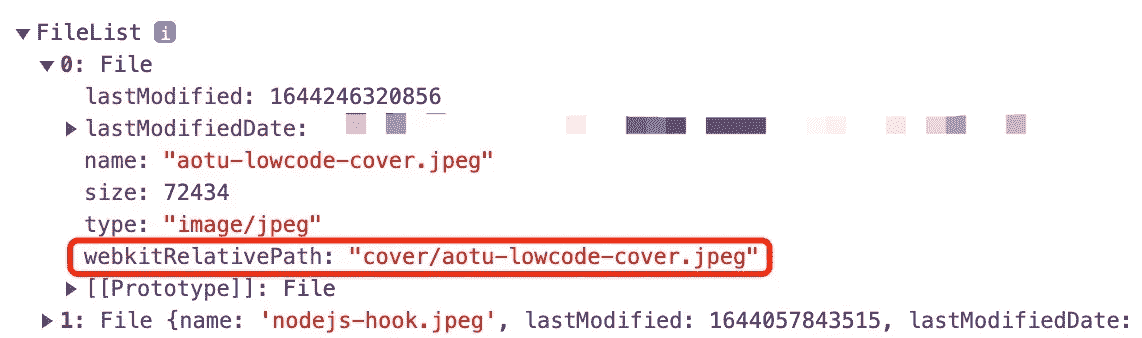 ▼FileList i
▼0: File
lastModified: 1644246320856
▶lastModifiedDate:
name: "aotu-lowcode-cover.jpeg"
size: 72434
type: "image/jpeg"
webkitRelativePath: "cover/aotu-lowcode-cover.jpeg"
▶[[Prototype]]: File
▶1: File {name: 'nodejs-hook.jpeg', lastModified: 1644057843515, lastModifiedDate: